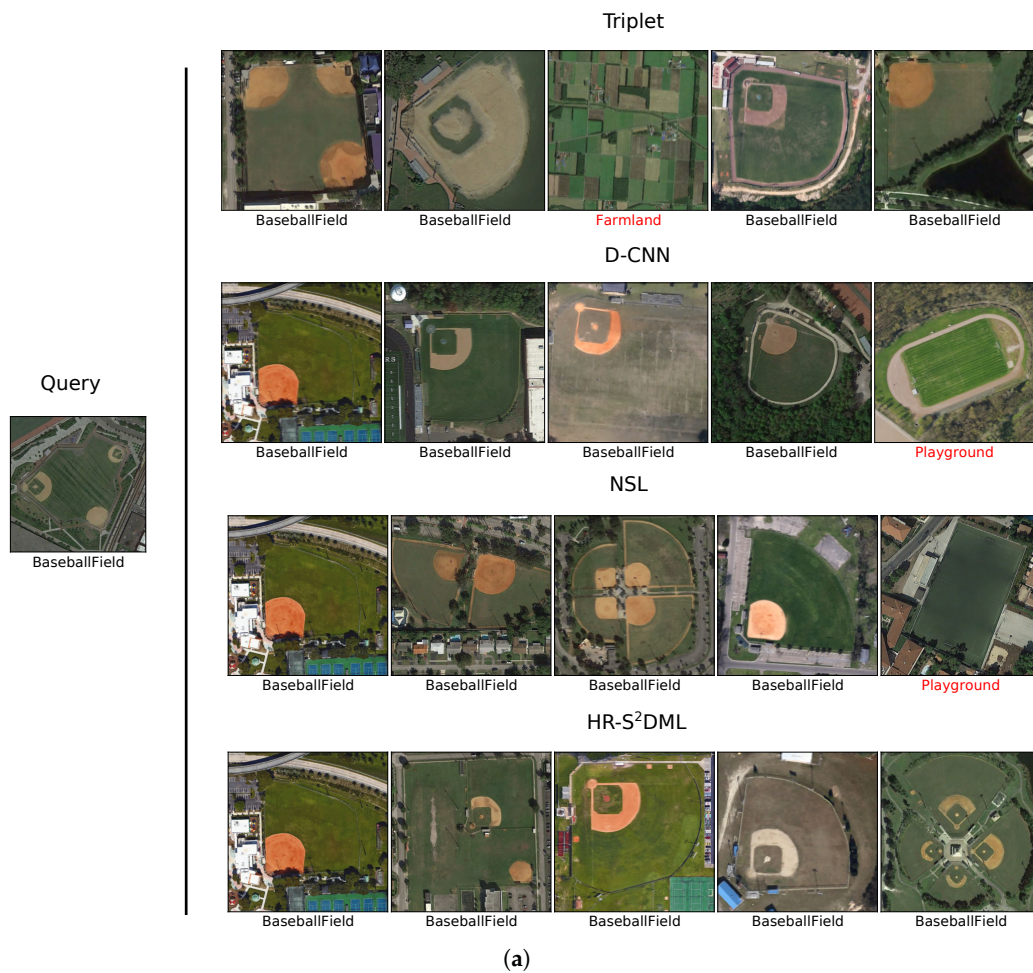 Triplet
BaseballField BaseballField Farmland BaseballField BaseballField
D-CNN
BaseballField BaseballField BaseballField BaseballField Playground
NSL
Query
BaseballField
BaseballField BaseballField BaseballField BaseballField Playground
HR-S²DML
BaseballField BaseballField BaseballField BaseballField BaseballField
(a)